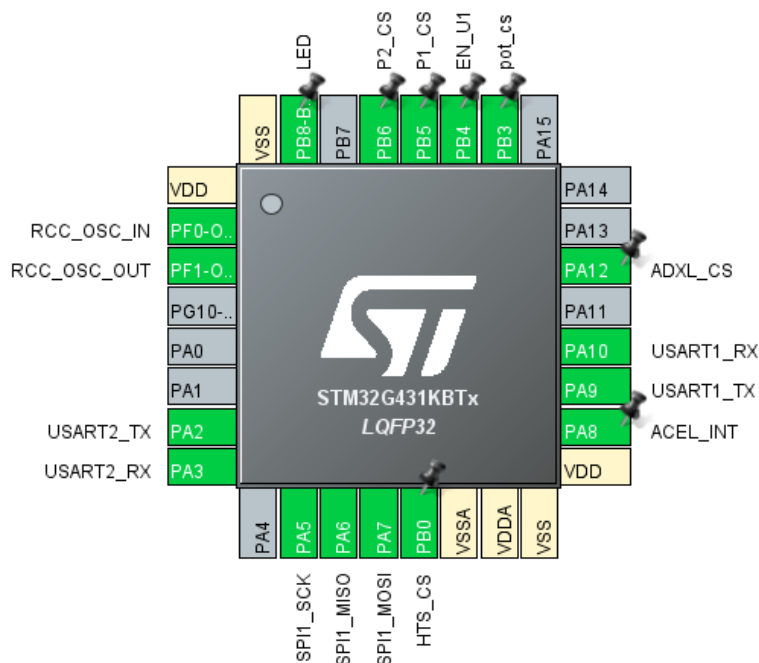 LED
P2_CS
P1_CS
EN_U1
pot_cs
VSS
PB8-B..
PB7
PB6
PB5
PB4
PB3
PA15
VDD
PA14
RCC_OSC_IN
PF0-O..
PA13
RCC_OSC_OUT
PF1-O..
PA12
ADXL_CS
PG10-..
PA11
PA0
PA10
USART1_RX
PA1
PA9
USART1_TX
USART2_TX
PA2
PA8
ACEL_INT
USART2_RX
PA3
VDD
STM32G431KBTx
LQFP32
PA4
PA5
PA6
PA7
PB0
VSSA
VDDA
VSS
SPI1_SCK
SPI1_MISO
SPI1_MOSI
HTS_CS